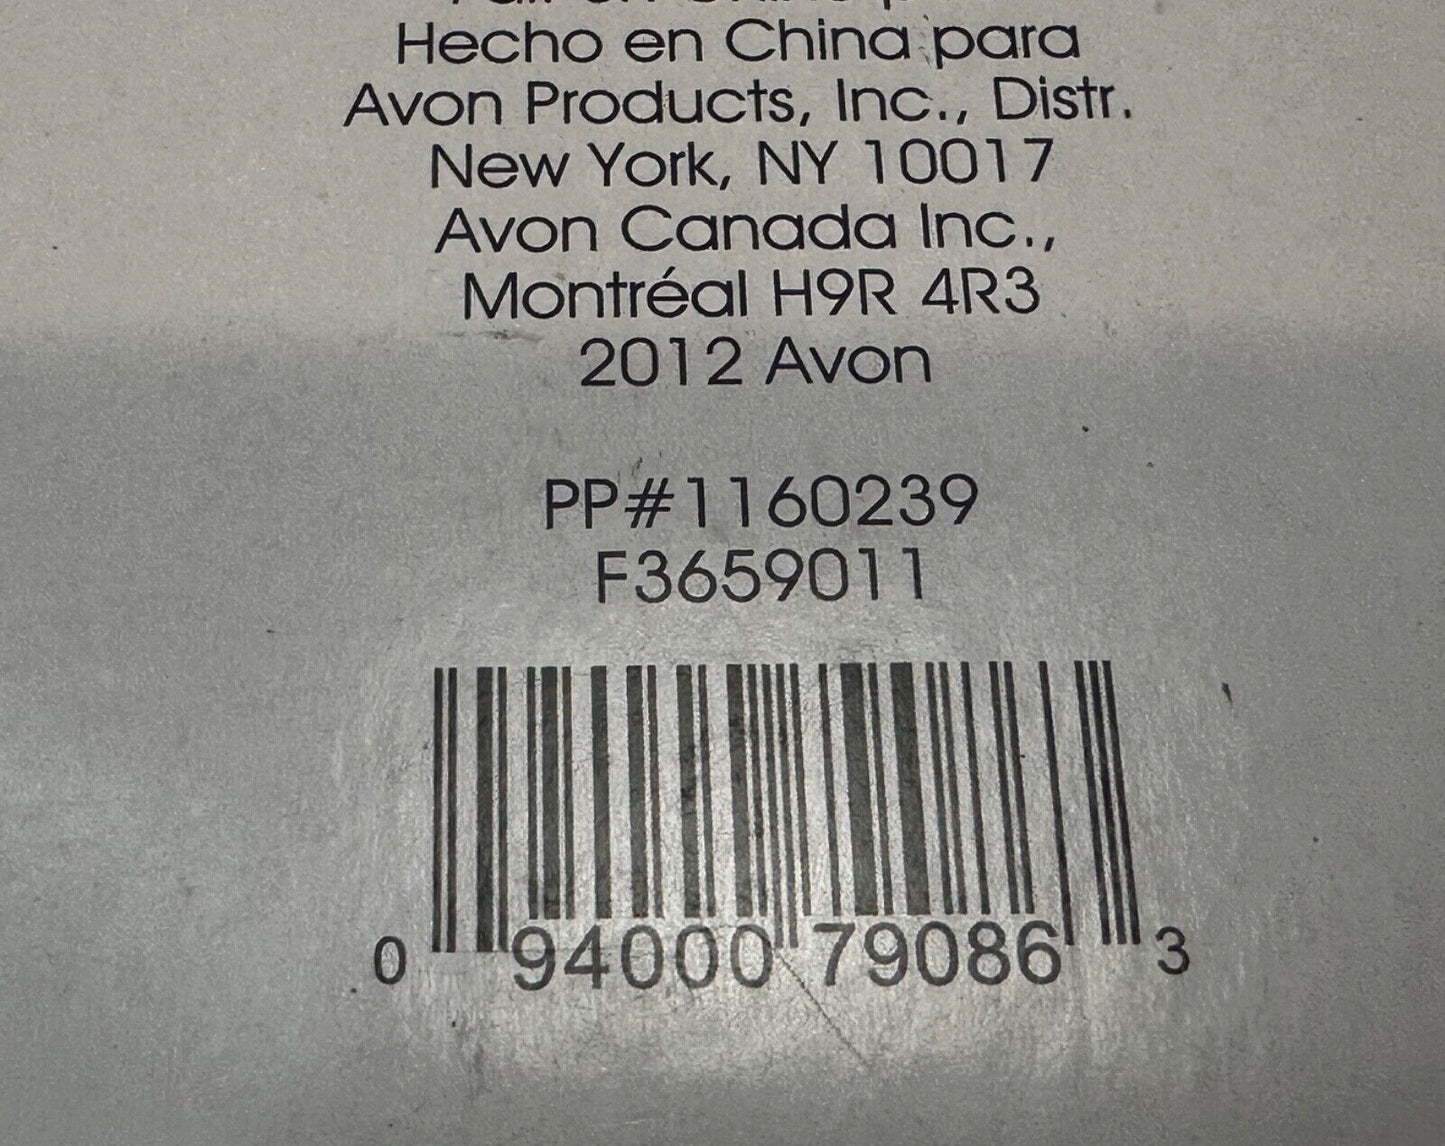 Hecho en China para
Avon Products, Inc., Distr.
New York, NY 10017
Avon Canada Inc.,
Montréal H9R 4R3
2012 Avon
PP#1160239
F3659011
0 94000 79086 3